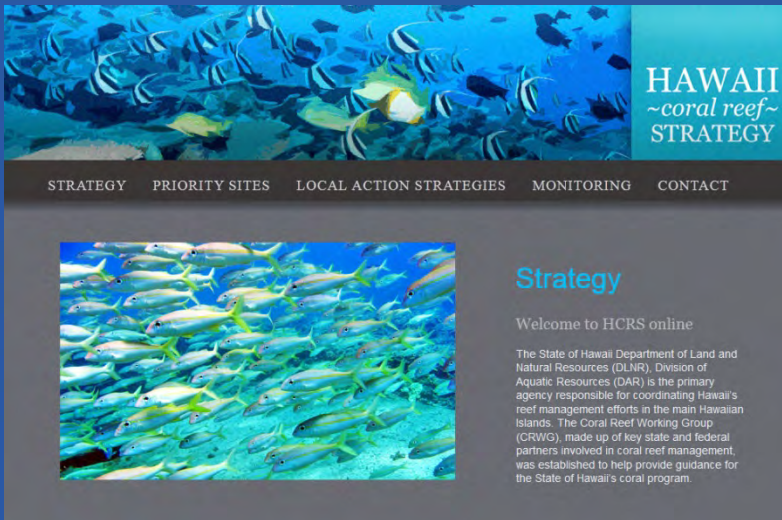 HAWAII
~coral reef~
STRATEGY
STRATEGY PRIORITY SITES LOCAL ACTION STRATEGIES MONITORING CONTACT
Strategy
Welcome to HCRS online
The State of Hawaii Department of Land and
Natural Resources (DLNR), Division of
Aquatic Resources (DAR) is the primary
agency responsible for coordinating Hawaii's
reef management efforts in the main Hawaiian
Islands. The Coral Reef Working Group
(CRWG), made up of key state and federal
partners involved in coral reef management,
was established to help provide guidance for
the State of Hawaii's coral program.